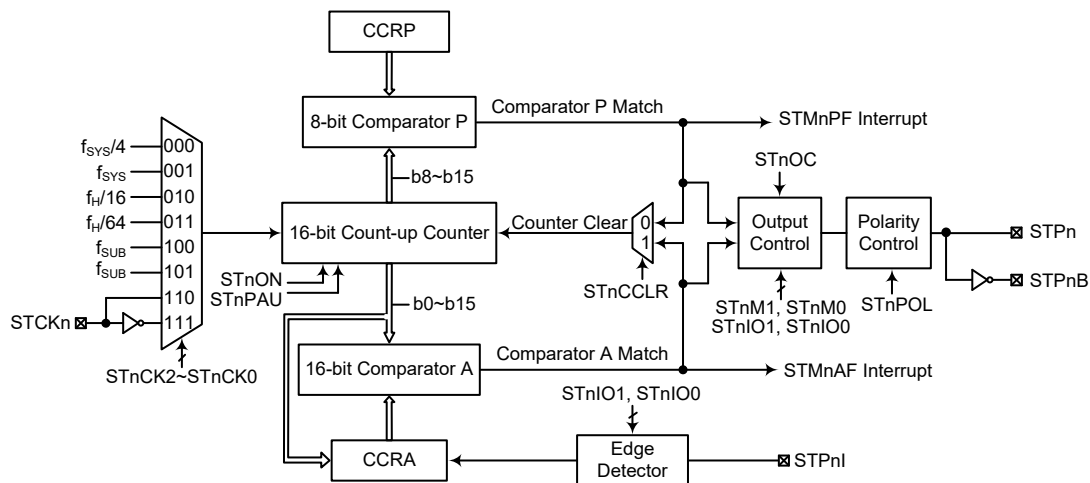 CCRP
8-bit Comparator P
Comparator P Match
STMnPF Interrupt
fSYS/4
000
fSYS
001
fH/16
010
fH/64
011
fSUB
100
fSUB
101
110
111
STCKn
STnCK2~STnCK0
b8~b15
16-bit Count-up Counter
Counter Clear
0
1
STnCCLR
STnON
STnPAU
b0~b15
STnOC
Output
Control
Polarity
Control
STPn
STPnB
STnM1, STnM0
STnIO1, STnIO0
STnPOL
16-bit Comparator A
Comparator A Match
STMnAF Interrupt
STnIO1, STnIO0
CCRA
Edge
Detector
STPnI